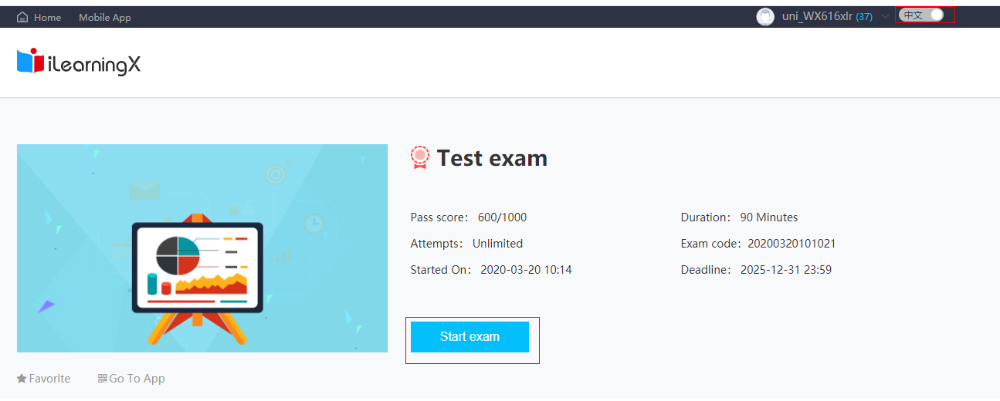 Home Mobile App uni_WX616xlr (37) 中文
iLearningX
Test exam
Pass score： 600/1000 Duration： 90 Minutes
Attempts： Unlimited Exam code：20200320101021
Started On： 2020-03-20 10:14 Deadline： 2025-12-31 23:59
Start exam
Favorite Go To App